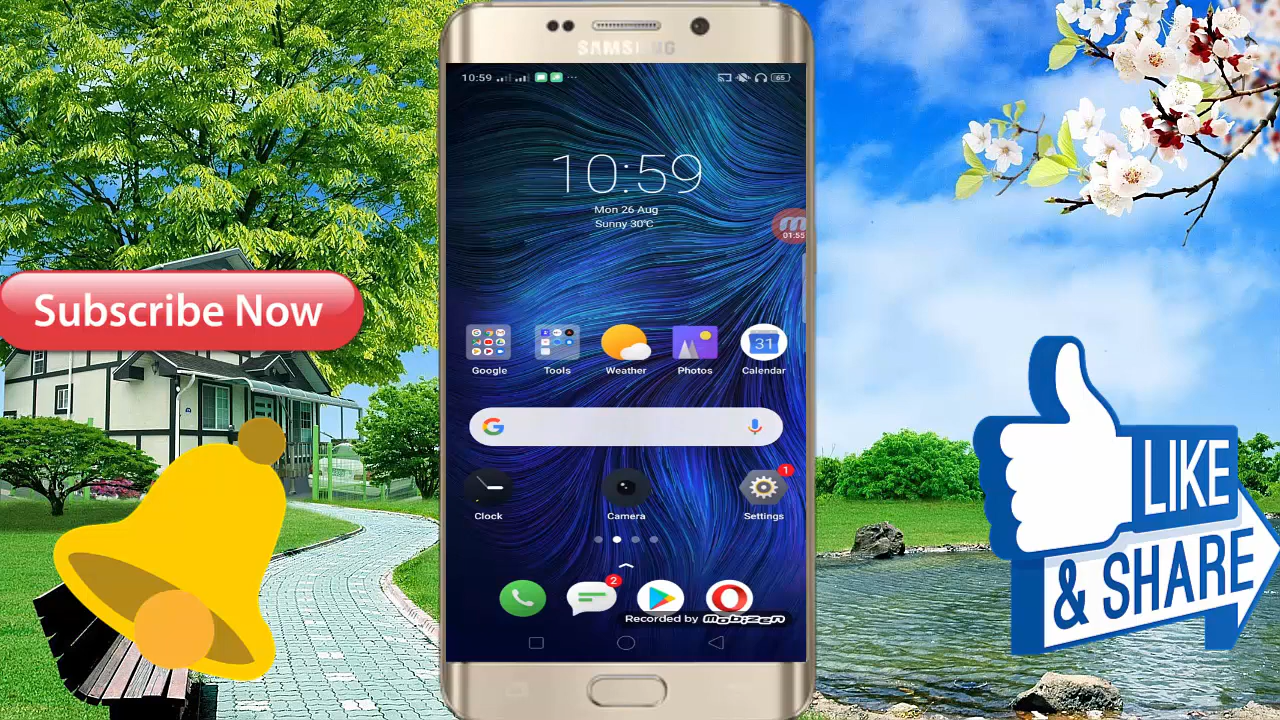 SAMSUNG
10:59
65
10:59
Mon 26 Aug
Sunny 30°C
01:55
Subscribe Now
Google
Tools
Weather
Photos
31
Calendar
G
1
Clock
Camera
Settings
2
Recorded by mobizen
LIKE
& SHARE